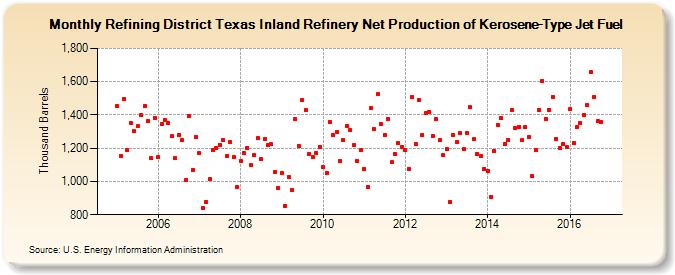 Monthly Refining District Texas Inland Refinery Net Production of Kerosene-Type Jet Fuel
Thousand Barrels
1,800
1,600
1,400
1,200
1,000
800
2006 2008 2010 2012 2014 2016
Source: U.S. Energy Information Administration